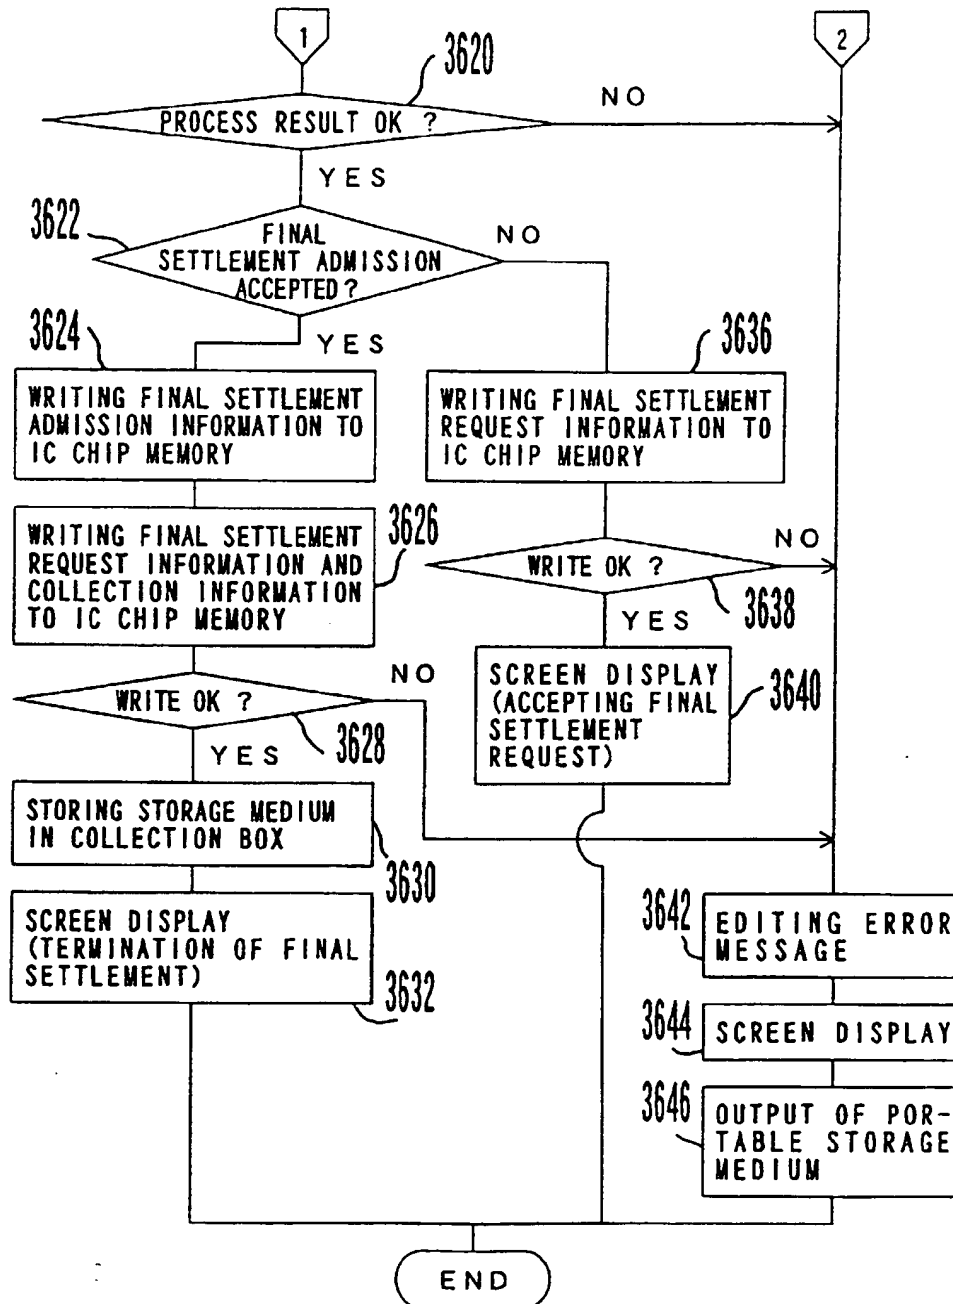 1
2
3620
NO
PROCESS RESULT OK ?
YES
3622
FINAL
SETTLEMENT ADMISSION
ACCEPTED?
NO
3624
YES
3636
WRITING FINAL SETTLEMENT
ADMISSION INFORMATION TO
IC CHIP MEMORY
WRITING FINAL SETTLEMENT
REQUEST INFORMATION TO
IC CHIP MEMORY
3626
WRITING FINAL SETTLEMENT
REQUEST INFORMATION AND
COLLECTION INFORMATION
TO IC CHIP MEMORY
NO
WRITE OK ?
3638
YES
NO
WRITE OK ?
3628
YES
SCREEN DISPLAY
(ACCEPTING FINAL
SETTLEMENT
REQUEST)
3640
STORING STORAGE MEDIUM
IN COLLECTION BOX
3630
SCREEN DISPLAY
(TERMINATION OF FINAL
SETTLEMENT)
3632
3642
EDITING ERROR
MESSAGE
3644
SCREEN DISPLAY
3646
OUTPUT OF POR-
TABLE STORAGE
MEDIUM
END